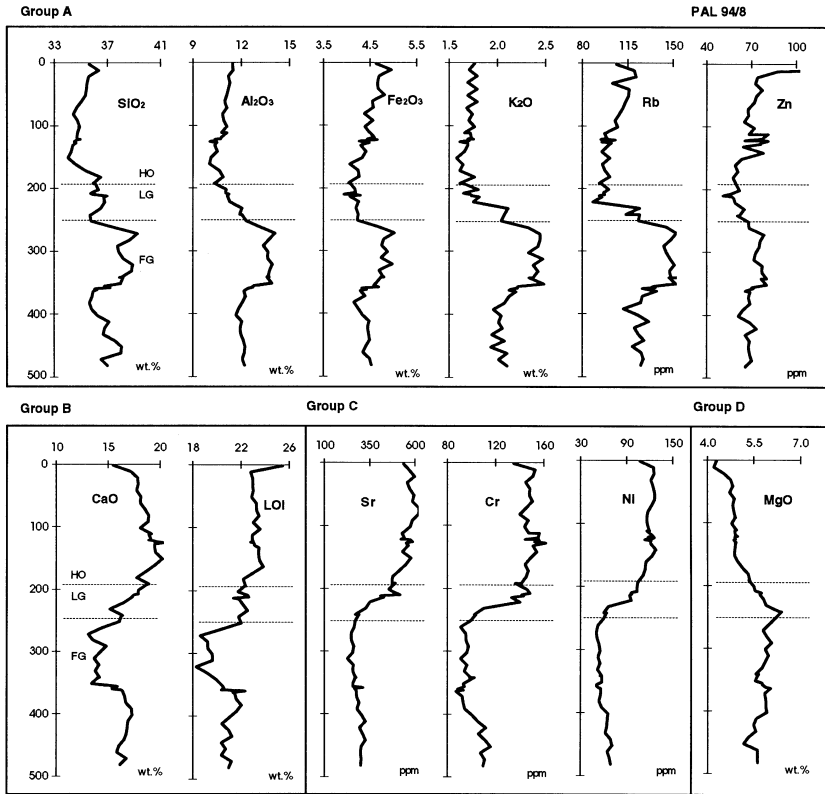 Group A PAL 94/8
33 37 41 9 12 15 3.5 4.5 5.5 1.5 2.0 2.5 80 115 150 40 70 100
0
SiO₂ Al₂O₃ Fe₂O₃ K₂O Rb Zn
100
HO
200
LG
FG
300
400
500
wt.% wt.% wt.% ppm ppm
Group B Group C Group D
10 15 20 18 22 26 100 350 600 80 120 160 30 90 150 4.0 5.5 7.0
0
CaO LOI Sr Cr Ni MgO
100
HO
200
LG
FG
300
400
500
wt.% ppm ppm ppm wt.%